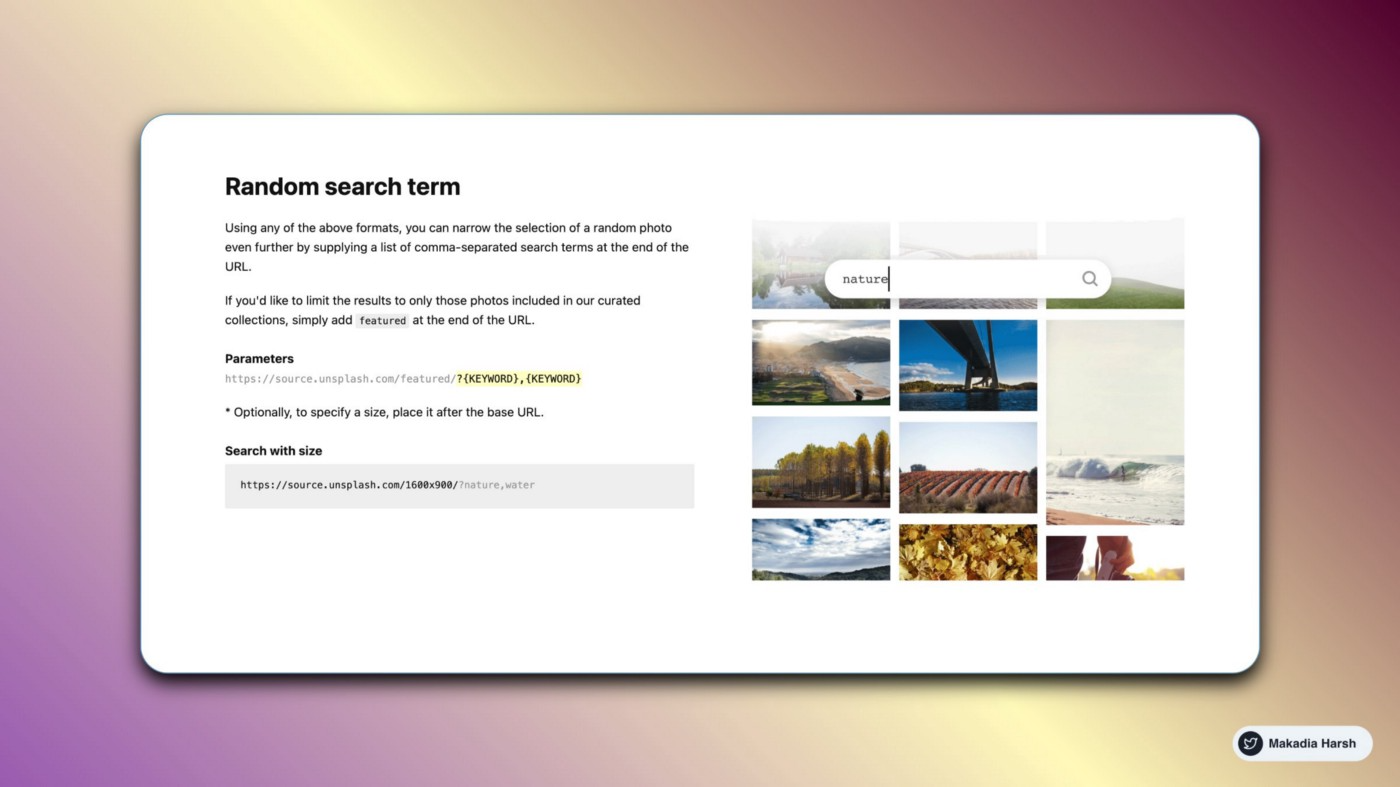 Random search term
Using any of the above formats, you can narrow the selection of a random photo
even further by supplying a list of comma-separated search terms at the end of the
URL.
If you'd like to limit the results to only those photos included in our curated
collections, simply add featured at the end of the URL.
Parameters
https://source.unsplash.com/featured/?{KEYWORD},{KEYWORD}
* Optionally, to specify a size, place it after the base URL.
Search with size
https://source.unsplash.com/1600x900/?nature,water
nature
Makadia Harsh